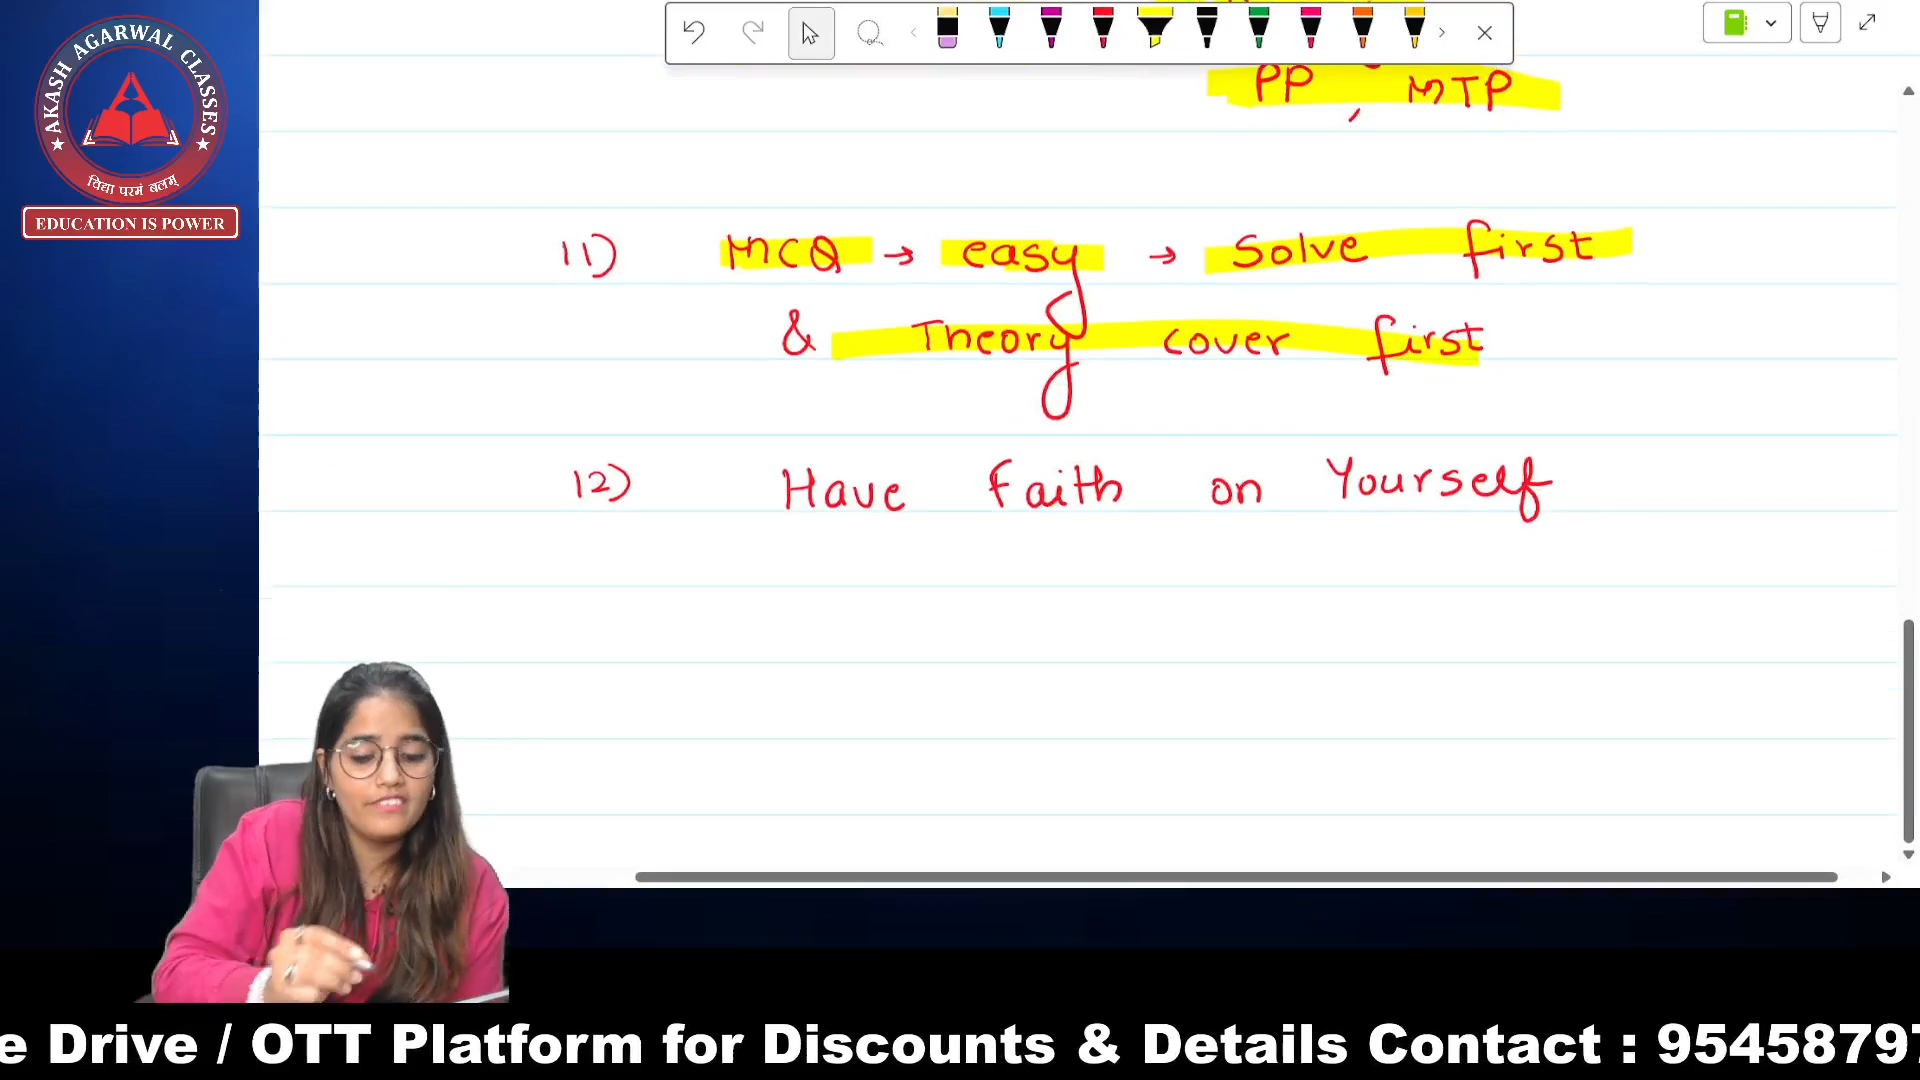 AKASH AGARWAL CLASSES
विद्या परमं बलम्
EDUCATION IS POWER
PP , MTP
11) MCQ → easy → Solve first
& Theory cover first
12) Have Faith on Yourself
e Drive / OTT Platform for Discounts & Details Contact : 9545879